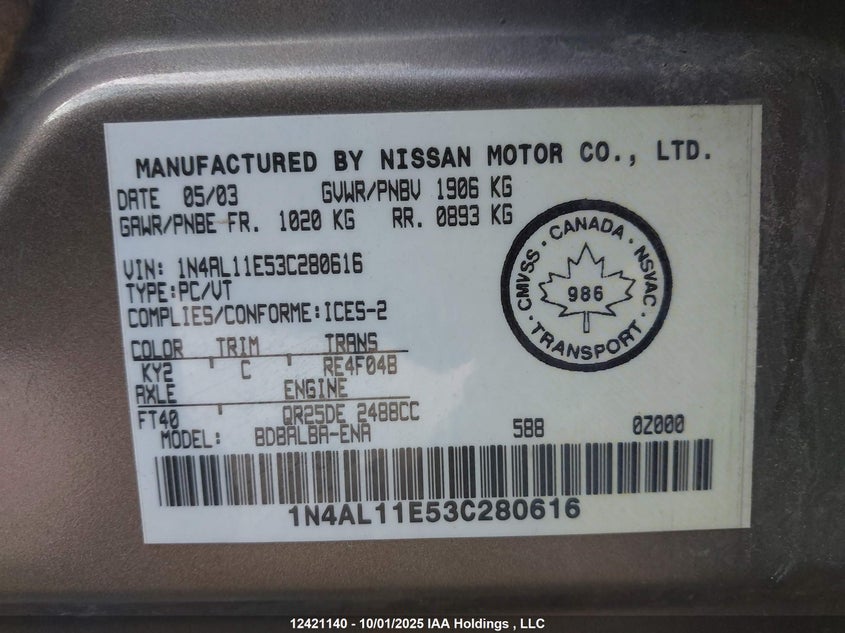 MANUFACTURED BY NISSAN MOTOR CO., LTD.
DATE 05/03 GVWR/PNBV 1906 KG
GAWR/PNBE FR. 1020 KG RR. 0893 KG
VIN: 1N4AL11E53C280616
TYPE:PC/VT
COMPLIES/CONFORME:ICES-2
CMVSS · CANADA · NSVAC · TRANSPORT ·
986
COLOR TRIM TRANS
KY2 C RE4F04B
AXLE ENGINE
FT40 QR25DE 2488CC
MODEL: BDBALBA-ENA 588 0Z000
1N4AL11E53C280616
12421140 - 10/01/2025 IAA Holdings , LLC